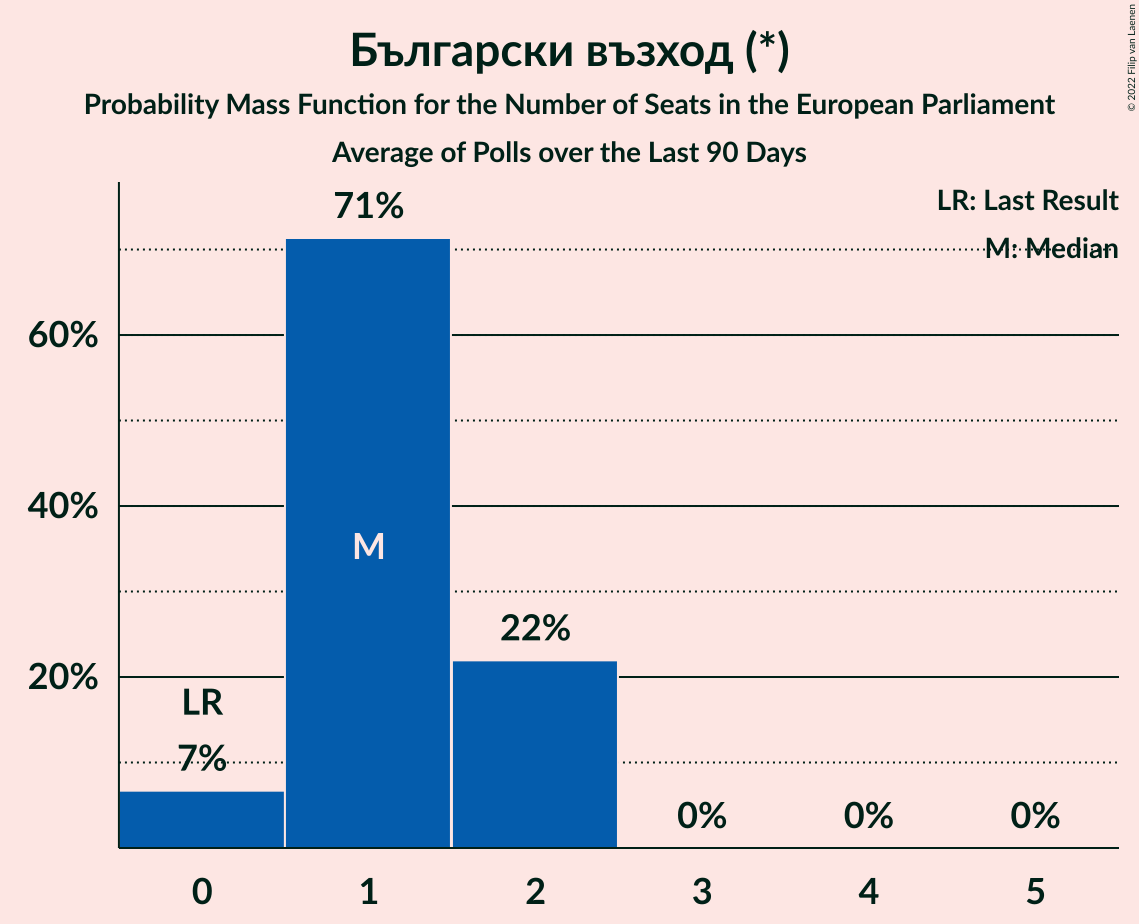 Български възход (*)
Probability Mass Function for the Number of Seats in the European Parliament
Average of Polls over the Last 90 Days
© 2022 Filip van Laenen
LR: Last Result
M: Median
71%
60%
40%
M
22%
20%
LR
7%
0%
0%
0%
0
1
2
3
4
5